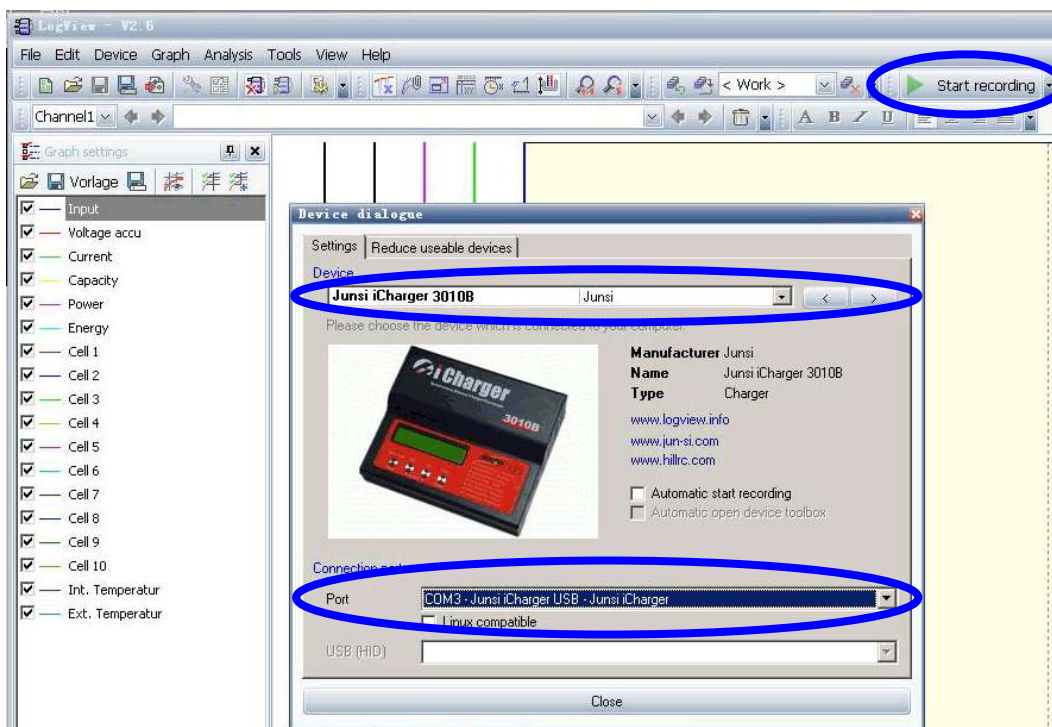 LogView - V2.6
File Edit Device Graph Analysis Tools View Help
< Work > Start recording
Channel1 A B I U
Graph settings
Vorlage
Input
Voltage accu
Current
Capacity
Power
Energy
Cell 1
Cell 2
Cell 3
Cell 4
Cell 5
Cell 6
Cell 7
Cell 8
Cell 9
Cell 10
Int. Temperatur
Ext. Temperatur
Device dialogue
Settings Reduce useable devices
Device
Junsi iCharger 3010B Junsi < >
Please choose the device which is connected to your computer.
iCharger
3010B
Manufacturer Junsi
Name Junsi iCharger 3010B
Type Charger
www.logview.info
www.jun-si.com
www.hillrc.com
Automatic start recording
Automatic open device toolbox
Connection port
Port COM3 - Junsi iCharger USB - Junsi iCharger
Linux compatible
USB (HID)
Close